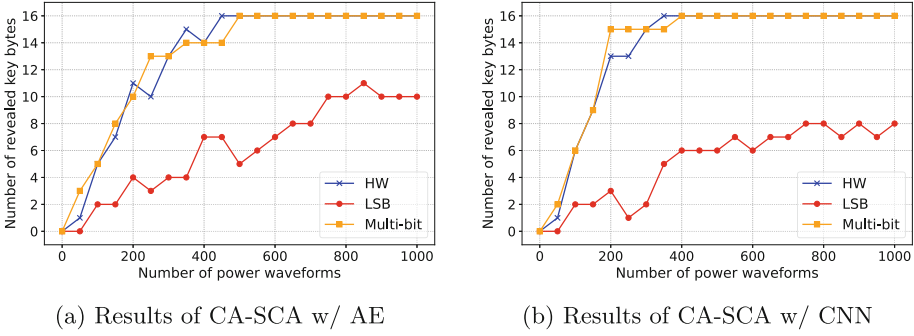 Number of revealed key bytes
16
14
12
10
8
6
4
2
0
0 200 400 600 800 1000
Number of power waveforms
HW
LSB
Multi-bit
(a) Results of CA-SCA w/ AE
Number of revealed key bytes
16
14
12
10
8
6
4
2
0
0 200 400 600 800 1000
Number of power waveforms
HW
LSB
Multi-bit
(b) Results of CA-SCA w/ CNN